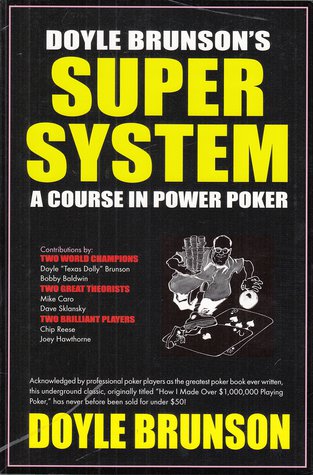 DOYLE BRUNSON'S
SUPER
SYSTEM
A COURSE IN POWER POKER
Contributions by:
TWO WORLD CHAMPIONS
Doyle "Texas Dolly" Brunson
Bobby Baldwin
TWO GREAT THEORISTS
Mike Caro
Dave Sklansky
TWO BRILLIANT PLAYERS
Chip Reese
Joey Hawthorne
Acknowledged by professional poker players as the greatest poker book ever written,
this underground classic, originally titled "How I Made Over $1,000,000 Playing
Poker," has never before been sold for under $50!
DOYLE BRUNSON